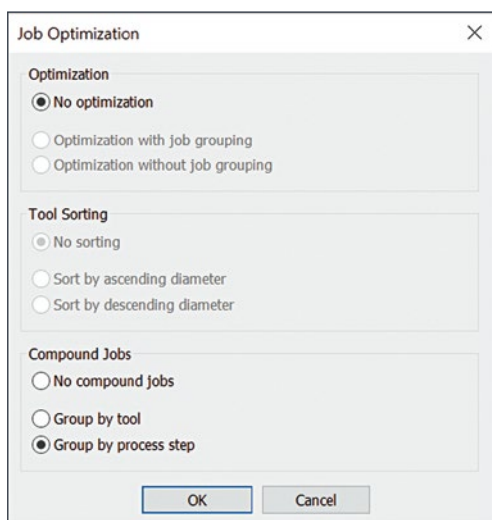 Job Optimization
Optimization
No optimization
Optimization with job grouping
Optimization without job grouping
Tool Sorting
No sorting
Sort by ascending diameter
Sort by descending diameter
Compound Jobs
No compound jobs
Group by tool
Group by process step
OK
Cancel